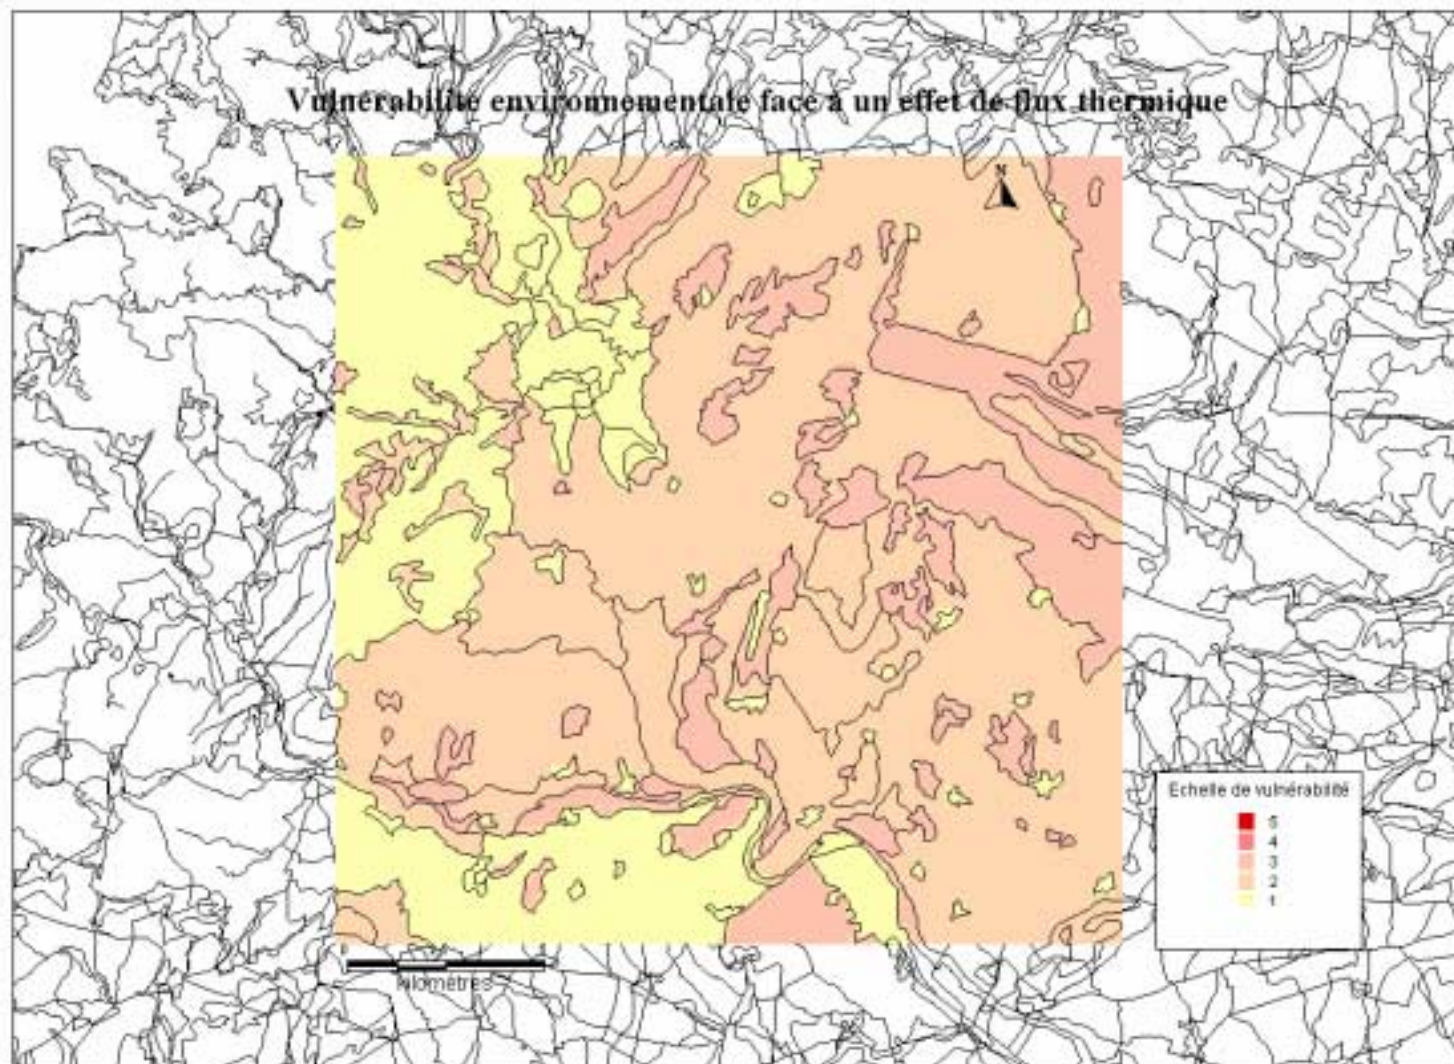 Vulnérabilité environnementale face à un effet de flux thermique
N
Echelle de vulnérabilité
5
4
3
2
1
kilomètres